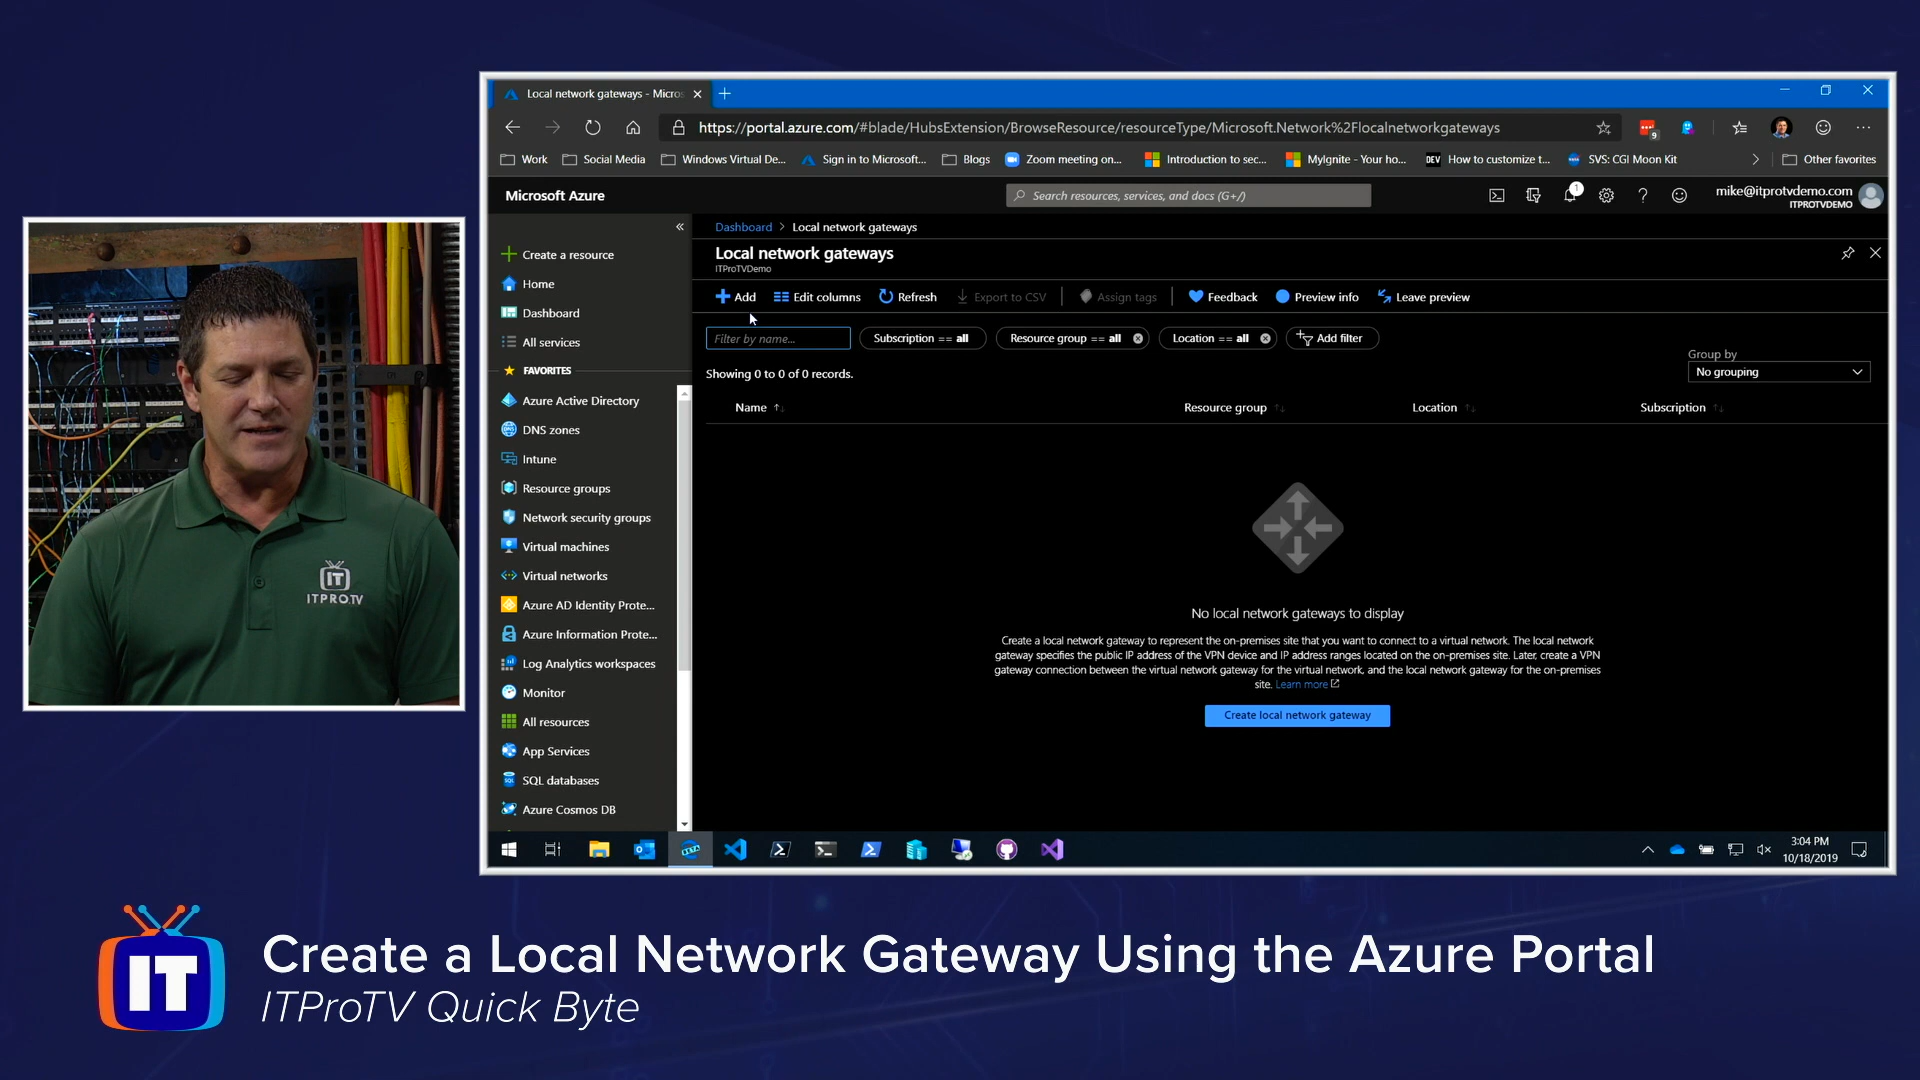 Local network gateways - Micros
https://portal.azure.com/#blade/HubsExtension/BrowseResource/resourceType/Microsoft.Network%2Flocalnetworkgateways
9
Work Social Media Windows Virtual De... Sign in to Microsoft... Blogs Zoom meeting on... Introduction to sec... MyIgnite - Your ho... DEV How to customize t... SVS: CGI Moon Kit Other favorites
Microsoft Azure
Search resources, services, and docs (G+/)
1
mike@itprotvdemo.com
ITPROTVDEMO
Create a resource
Home
Dashboard
All services
FAVORITES
Azure Active Directory
DNS zones
Intune
Resource groups
Network security groups
Virtual machines
Virtual networks
Azure AD Identity Prote...
Azure Information Prote...
Log Analytics workspaces
Monitor
All resources
App Services
SQL databases
Azure Cosmos DB
Dashboard > Local network gateways
Local network gateways
ITProTVDemo
Add Edit columns Refresh Export to CSV Assign tags Feedback Preview info Leave preview
Filter by name... Subscription == all Resource group == all Location == all Add filter
Showing 0 to 0 of 0 records.
Group by
No grouping
Name Resource group Location Subscription
No local network gateways to display
Create a local network gateway to represent the on-premises site that you want to connect to a virtual network. The local network
gateway specifies the public IP address of the VPN device and IP address ranges located on the on-premises site. Later, create a VPN
gateway connection between the virtual network gateway for the virtual network, and the local network gateway for the on-premises
site. Learn more
Create local network gateway
3:04 PM
10/18/2019
IT
ITPRO.TV
IT
Create a Local Network Gateway Using the Azure Portal
ITProTV Quick Byte